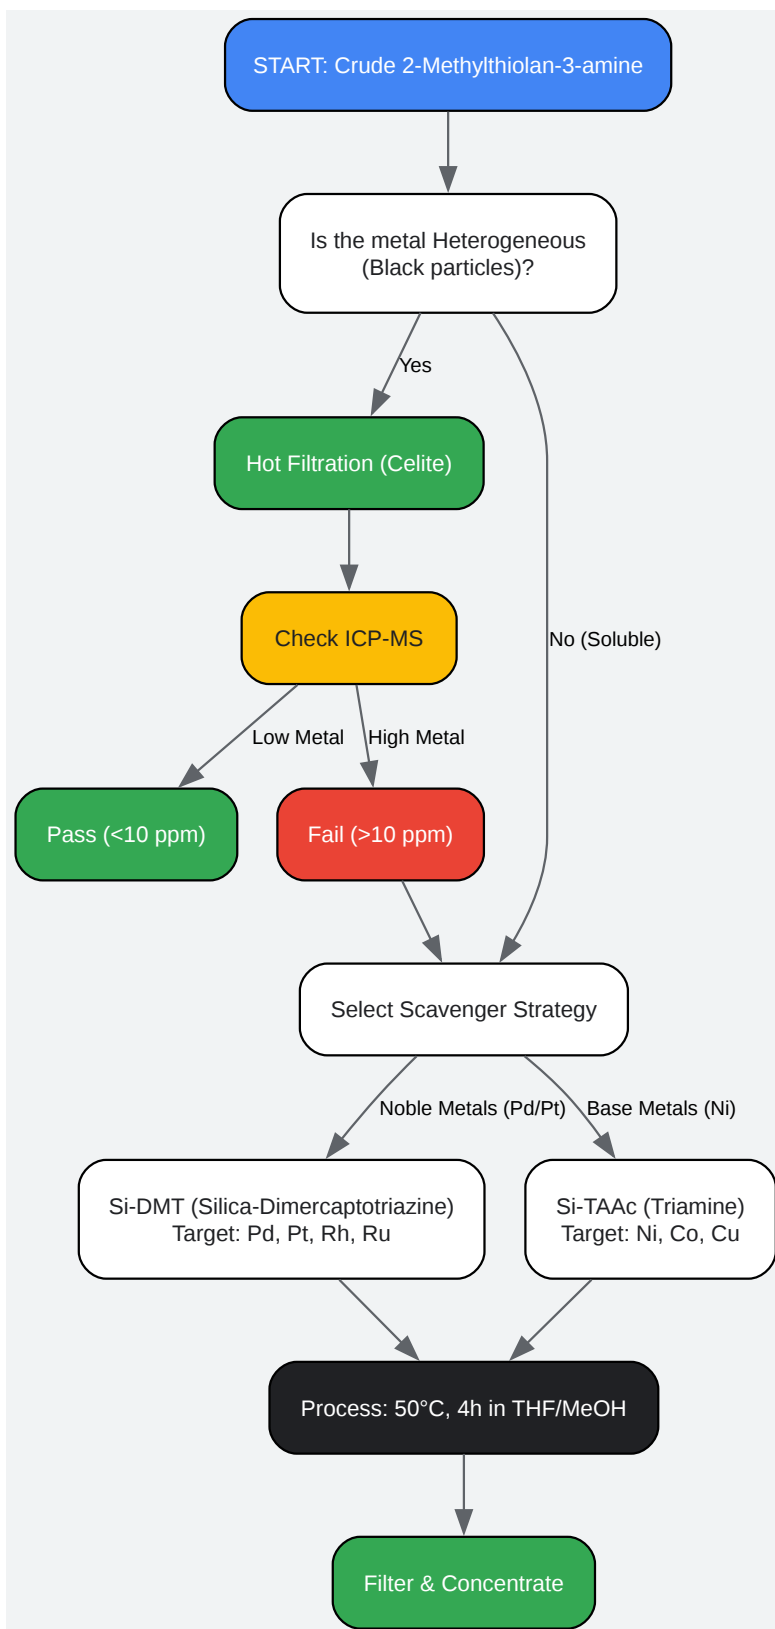 START: Crude 2-Methylthiolan-3-amine
Is the metal Heterogeneous
(Black particles)?
Yes
Hot Filtration (Celite)
Check ICP-MS
No (Soluble)
Low Metal
High Metal
Pass (<10 ppm)
Fail (>10 ppm)
Select Scavenger Strategy
Noble Metals (Pd/Pt)
Base Metals (Ni)
Si-DMT (Silica-Dimercaptotriazine)
Target: Pd, Pt, Rh, Ru
Si-TAAc (Triamine)
Target: Ni, Co, Cu
Process: 50°C, 4h in THF/MeOH
Filter & Concentrate